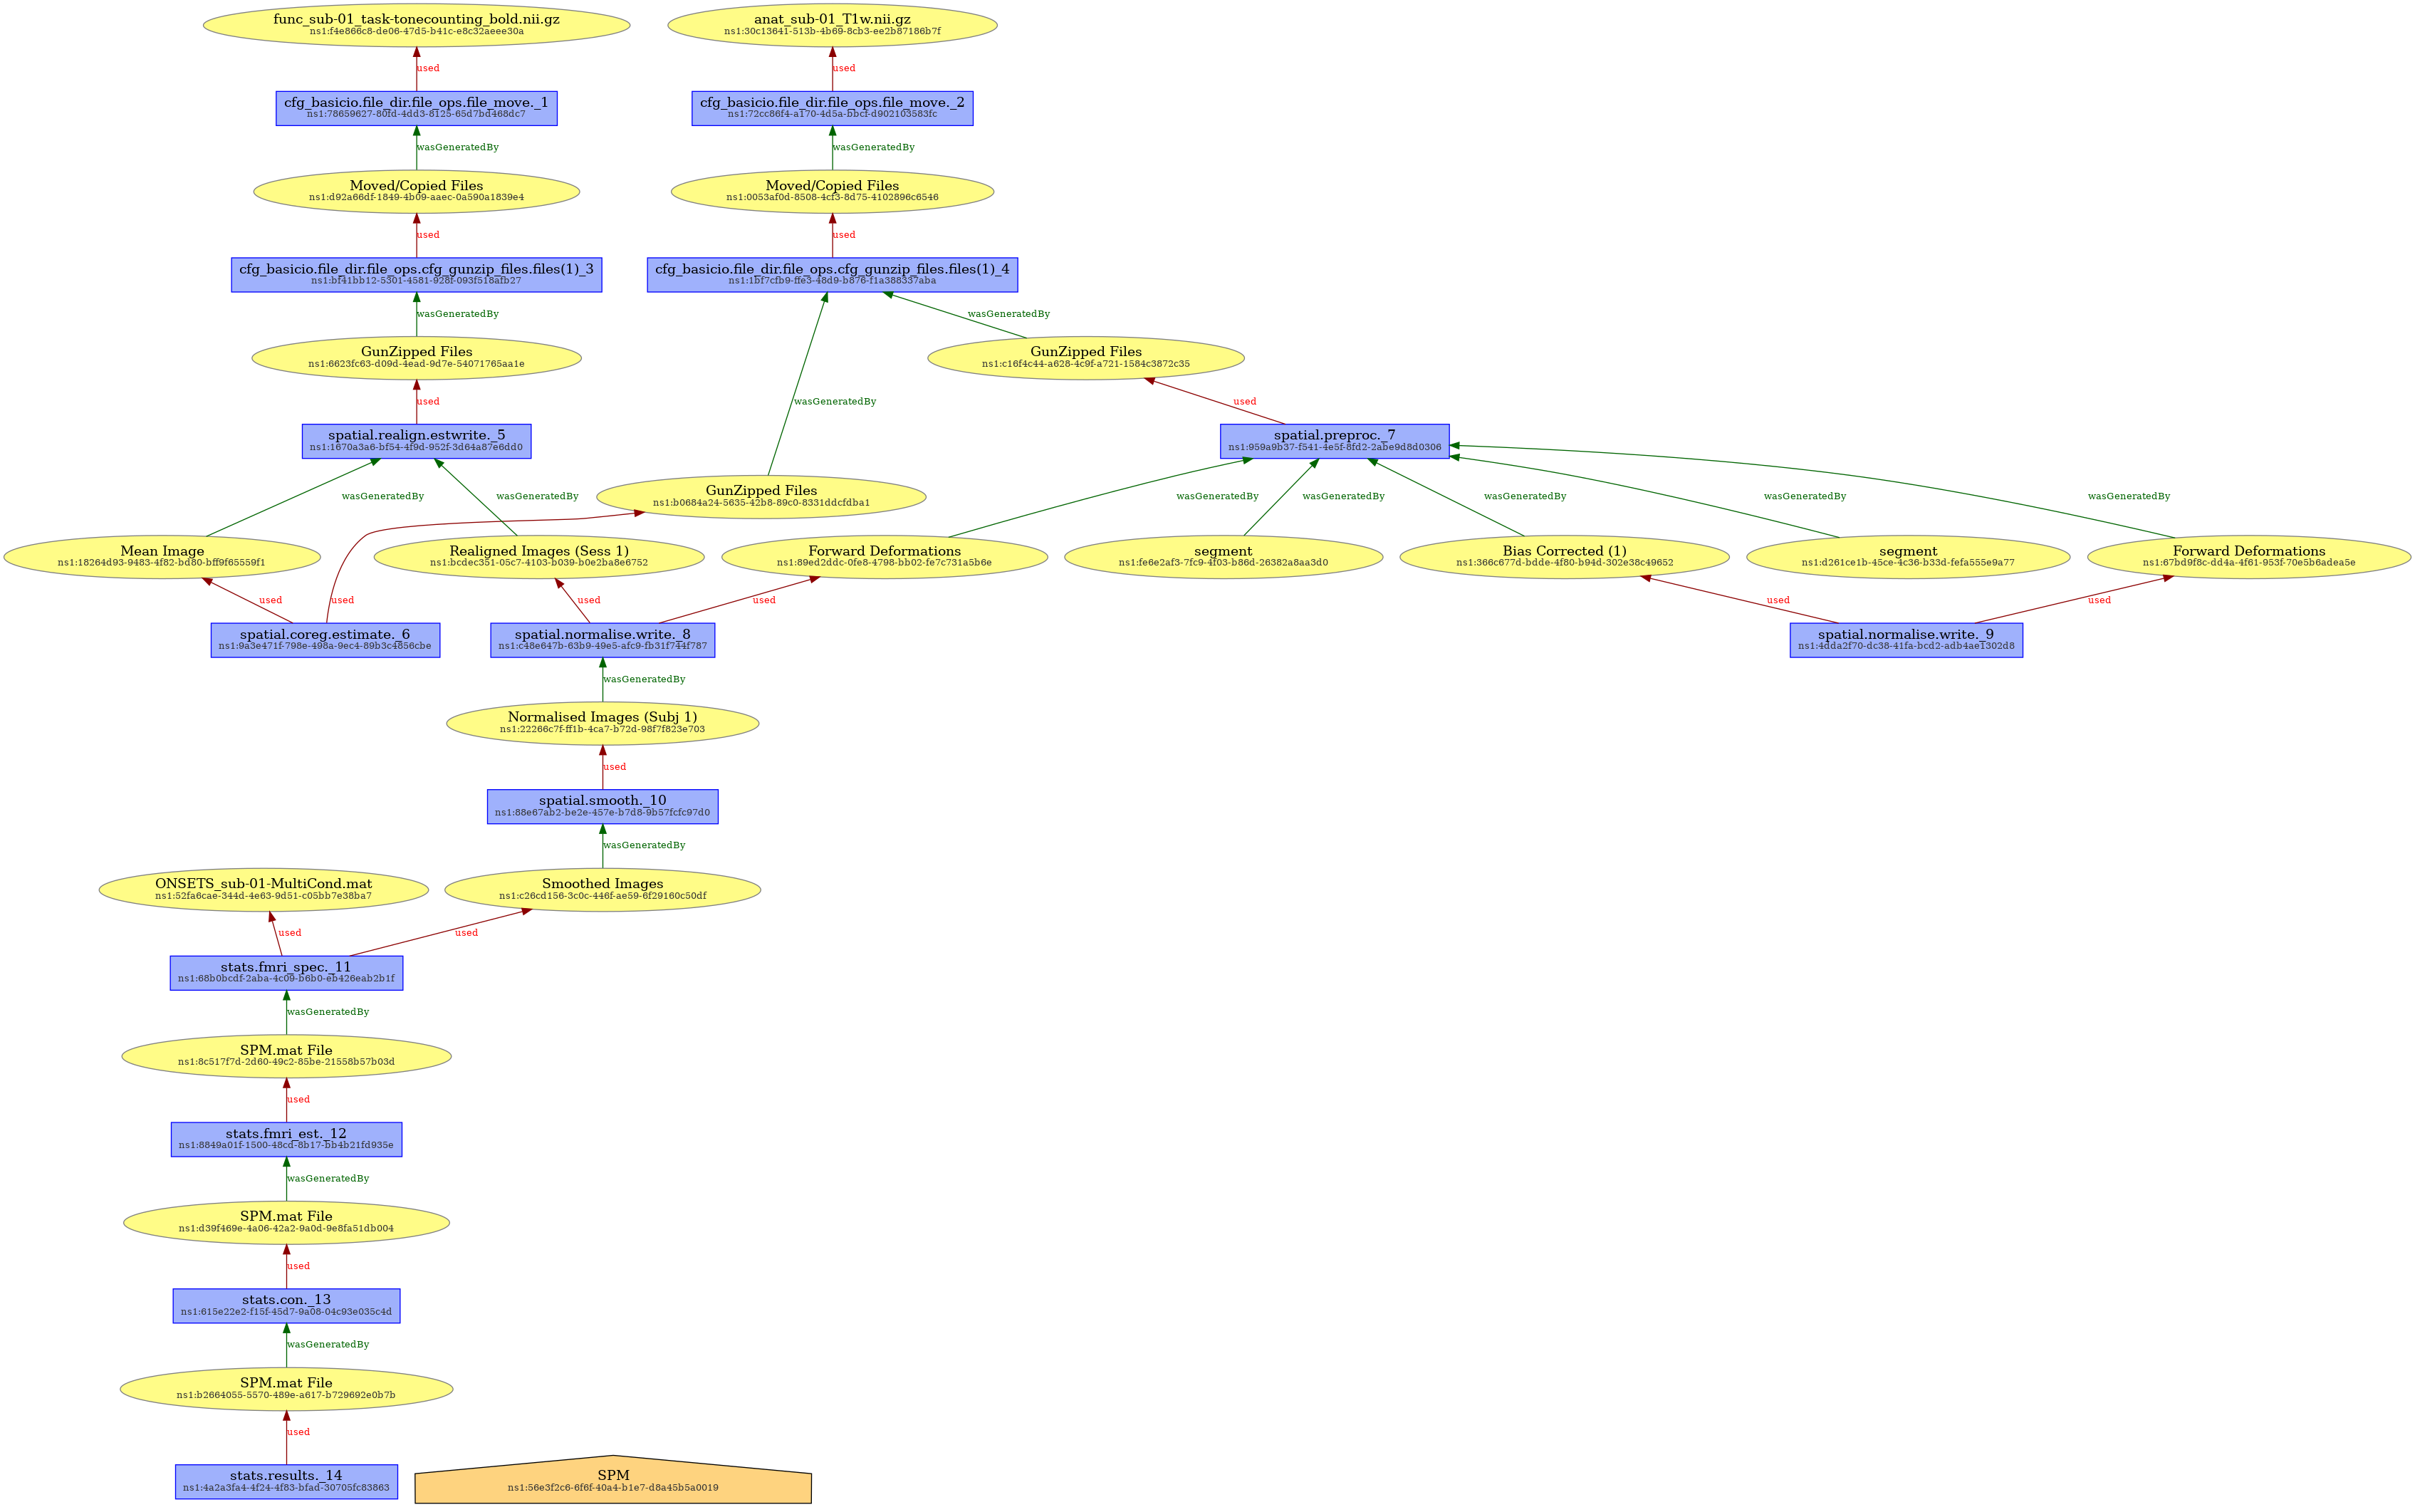 func_sub-01_task-tonecounting_bold.nii.gz
ns1:f4e866c8-de06-47d5-b41c-e8c32aeee30a
anat_sub-01_T1w.nii.gz
ns1:30c13641-513b-4b69-8cb3-ee2b87186b7f
used
used
cfg_basicio.file_dir.file_ops.file_move._1
ns1:78659627-80fd-4dd3-8125-65d7bd468dc7
cfg_basicio.file_dir.file_ops.file_move._2
ns1:72cc86f4-a170-4d5a-bbcf-d902103583fc
wasGeneratedBy
wasGeneratedBy
Moved/Copied Files
ns1:d92a66df-1849-4b09-aaec-0a590a1839e4
Moved/Copied Files
ns1:0053af0d-8508-4cf3-8d75-4102896c6546
used
used
cfg_basicio.file_dir.file_ops.cfg_gunzip_files.files(1)_3
ns1:bf41bb12-5301-4581-928f-093f518afb27
cfg_basicio.file_dir.file_ops.cfg_gunzip_files.files(1)_4
ns1:1bf7cfb9-ffe3-48d9-b876-f1a388337aba
wasGeneratedBy
wasGeneratedBy
GunZipped Files
ns1:6623fc63-d09d-4ead-9d7e-54071765aa1e
GunZipped Files
ns1:c16f4c44-a628-4c9f-a721-1584c3872c35
used
wasGeneratedBy
used
spatial.realign.estwrite._5
ns1:1670a3a6-bf54-4f9d-952f-3d64a87e6dd0
spatial.preproc._7
ns1:959a9b37-f541-4e5f-8fd2-2abe9d8d0306
wasGeneratedBy
wasGeneratedBy
GunZipped Files
ns1:b0684a24-5635-42b8-89c0-8331ddcfdba1
wasGeneratedBy
wasGeneratedBy
wasGeneratedBy
wasGeneratedBy
wasGeneratedBy
Mean Image
ns1:18264d93-9483-4f82-bd80-bff9f65559f1
Realigned Images (Sess 1)
ns1:bcdec351-05c7-4103-b039-b0e2ba8e6752
Forward Deformations
ns1:89ed2ddc-0fe8-4798-bb02-fe7c731a5b6e
segment
ns1:fe6e2af3-7fc9-4f03-b86d-26382a8aa3d0
Bias Corrected (1)
ns1:366c677d-bdde-4f80-b94d-302e38c49652
segment
ns1:d261ce1b-45ce-4c36-b33d-fefa555e9a77
Forward Deformations
ns1:67bd9f8c-dd4a-4f61-953f-70e5b6adea5e
used
used
used
used
used
used
spatial.coreg.estimate._6
ns1:9a3e471f-798e-498a-9ec4-89b3c4856cbe
spatial.normalise.write._8
ns1:c48e647b-63b9-49e5-afc9-fb31f744f787
spatial.normalise.write._9
ns1:4dda2f70-dc38-41fa-bcd2-adb4ae1302d8
wasGeneratedBy
Normalised Images (Subj 1)
ns1:22266c7f-ff1b-4ca7-b72d-98f7f823e703
used
spatial.smooth._10
ns1:88e67ab2-be2e-457e-b7d8-9b57fcfc97d0
wasGeneratedBy
ONSETS_sub-01-MultiCond.mat
ns1:52fa6cae-344d-4e63-9d51-c05bb7e38ba7
Smoothed Images
ns1:c26cd156-3c0c-446f-ae59-6f29160c50df
used
used
stats.fmri_spec._11
ns1:68b0bcdf-2aba-4c09-b6b0-eb426eab2b1f
wasGeneratedBy
SPM.mat File
ns1:8c517f7d-2d60-49c2-85be-21558b57b03d
used
stats.fmri_est._12
ns1:8849a01f-1500-48cd-8b17-bb4b21fd935e
wasGeneratedBy
SPM.mat File
ns1:d39f469e-4a06-42a2-9a0d-9e8fa51db004
used
stats.con._13
ns1:615e22e2-f15f-45d7-9a08-04c93e035c4d
wasGeneratedBy
SPM.mat File
ns1:b2664055-5570-489e-a617-b729692e0b7b
used
stats.results._14
ns1:4a2a3fa4-4f24-4f83-bfad-30705fc83863
SPM
ns1:56e3f2c6-6f6f-40a4-b1e7-d8a45b5a0019